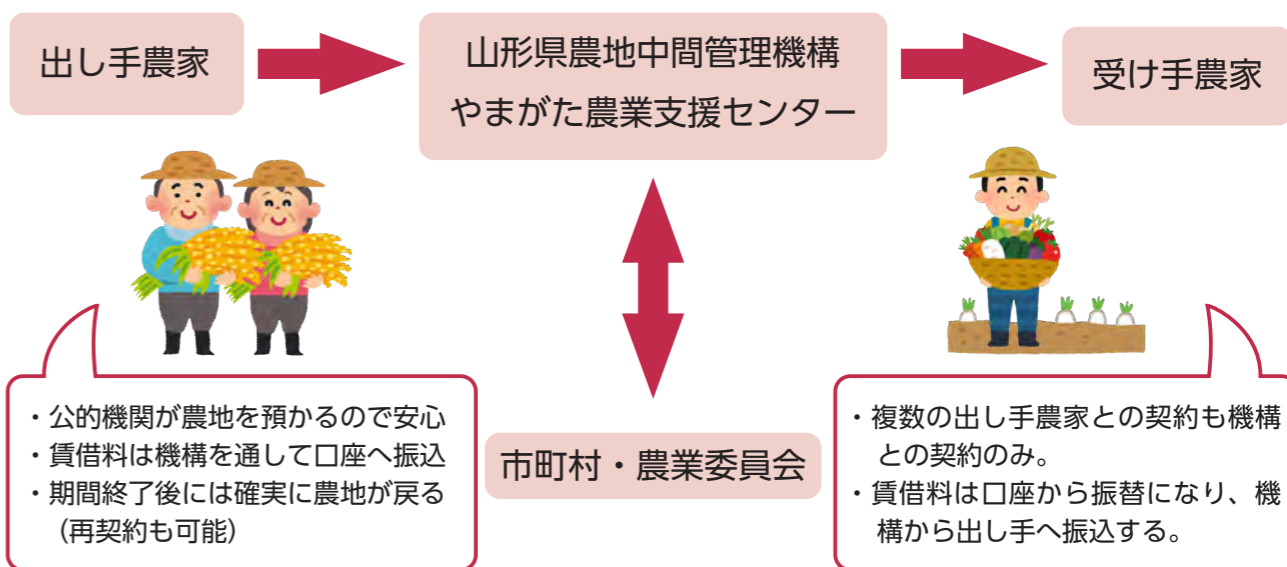 出し手農家
山形県農地中間管理機構
やまがた農業支援センター
受け手農家
・公的機関が農地を預かるので安心
・賃借料は機構を通して口座へ振込
・期間終了後には確実に農地が戻る
（再契約も可能）
市町村・農業委員会
・複数の出し手農家との契約も機構
との契約のみ。
・賃借料は口座から振替になり、機
構から出し手へ振込する。